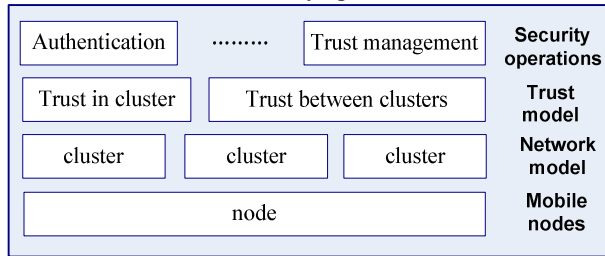 Authentication ......... Trust management Security
operations
Trust in cluster Trust between clusters Trust
model
cluster cluster cluster Network
model
node Mobile
nodes